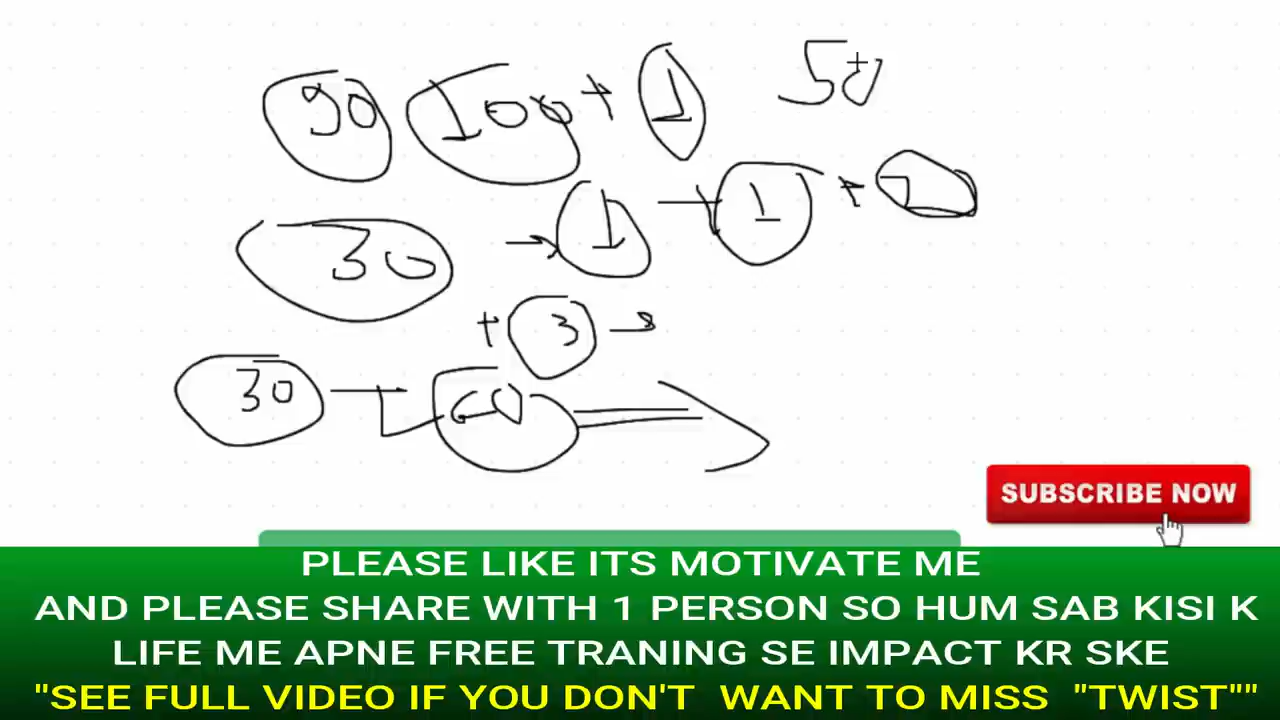 90 100 + 1 50
30 → 1 1 +
+ 3 →
30 60
SUBSCRIBE NOW
PLEASE LIKE ITS MOTIVATE ME
AND PLEASE SHARE WITH 1 PERSON SO HUM SAB KISI K
LIFE ME APNE FREE TRANING SE IMPACT KR SKE
"SEE FULL VIDEO IF YOU DON'T WANT TO MISS "TWIST""